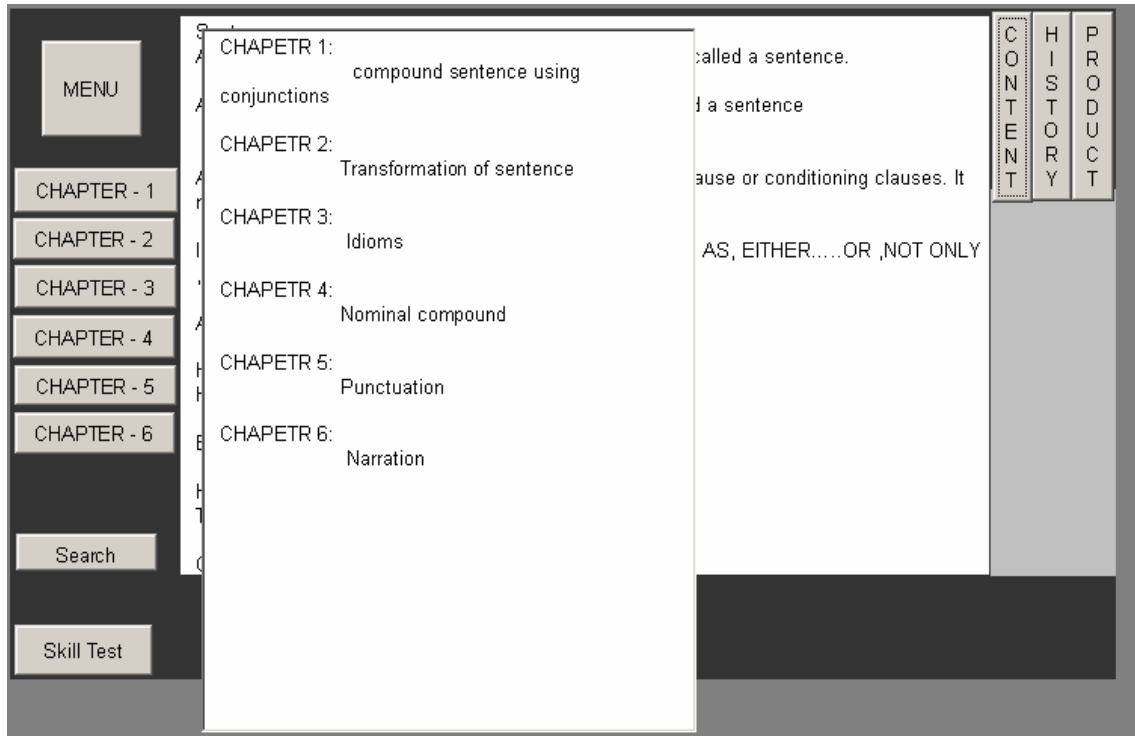 MENU
CHAPTER - 1
CHAPTER - 2
CHAPTER - 3
CHAPTER - 4
CHAPTER - 5
CHAPTER - 6
Search
Skill Test
CHAPETR 1:
compound sentence using
conjunctions
CHAPETR 2:
Transformation of sentence
CHAPETR 3:
Idioms
CHAPETR 4:
Nominal compound
CHAPETR 5:
Punctuation
CHAPETR 6:
Narration
called a sentence.
a sentence
or conditioning clauses. It
AS, EITHER.....OR ,NOT ONLY
CONTENT
HISTORY
PRODUCT